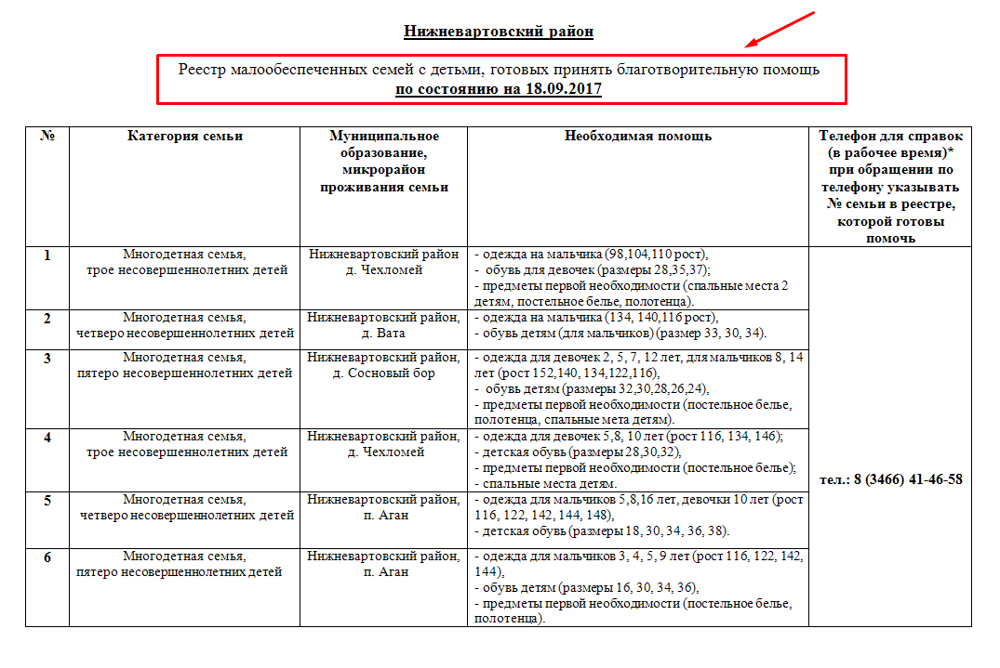 Нижневартовский район
Реестр малообеспеченных семей с детьми, готовых принять благотворительную помощь
по состоянию на 18.09.2017
№
Категория семьи
Муниципальное
образование,
микрорайон
проживания семьи
Необходимая помощь
Телефон для справок
(в рабочее время)*
при обращении по
телефону указывать
№ семьи в реестре,
которой готовы
помочь
1
Многодетная семья,
трое несовершеннолетних детей
Нижневартовский район
д. Чехломей
- одежда на мальчика (98,104,110 рост),
- обувь для девочек (размеры 28,35,37);
- предметы первой необходимости (спальные места 2
детям, постельное белье, полотенца).
2
Многодетная семья,
четверо несовершеннолетних детей
Нижневартовский район,
д. Вата
- одежда на мальчика (134, 140,116 рост),
- обувь детям (для мальчиков) (размер 33, 30, 34).
3
Многодетная семья,
пятеро несовершеннолетних детей
Нижневартовский район,
д. Сосновый бор
- одежда для девочек 2, 5, 7, 12 лет, для мальчиков 8, 14
лет (рост 152,140, 134,122,116),
- обувь детям (размеры 32,30,28,26,24),
- предметы первой необходимости (постельное белье,
полотенца, спальные мета детям).
4
Многодетная семья,
трое несовершеннолетних детей
Нижневартовский район,
д. Чехломей
- одежда для девочек 5,8, 10 лет (рост 116, 134, 146);
- детская обувь (размеры 28,30,32),
- предметы первой необходимости (постельное белье);
- спальные места детям.
тел.: 8 (3466) 41-46-58
5
Многодетная семья,
четверо несовершеннолетних детей
Нижневартовский район,
п. Аган
- одежда для мальчиков 5,8,16 лет, девочки 10 лет (рост
116, 122, 142, 144, 148),
- детская обувь (размеры 18, 30, 34, 36, 38).
6
Многодетная семья,
пятеро несовершеннолетних детей
Нижневартовский район,
п. Аган
- одежда для мальчиков 3, 4, 5, 9 лет (рост 116, 122, 142,
144),
- обувь детям (размеры 16, 30, 34, 36),
- предметы первой необходимости (постельное белье,
полотенца).